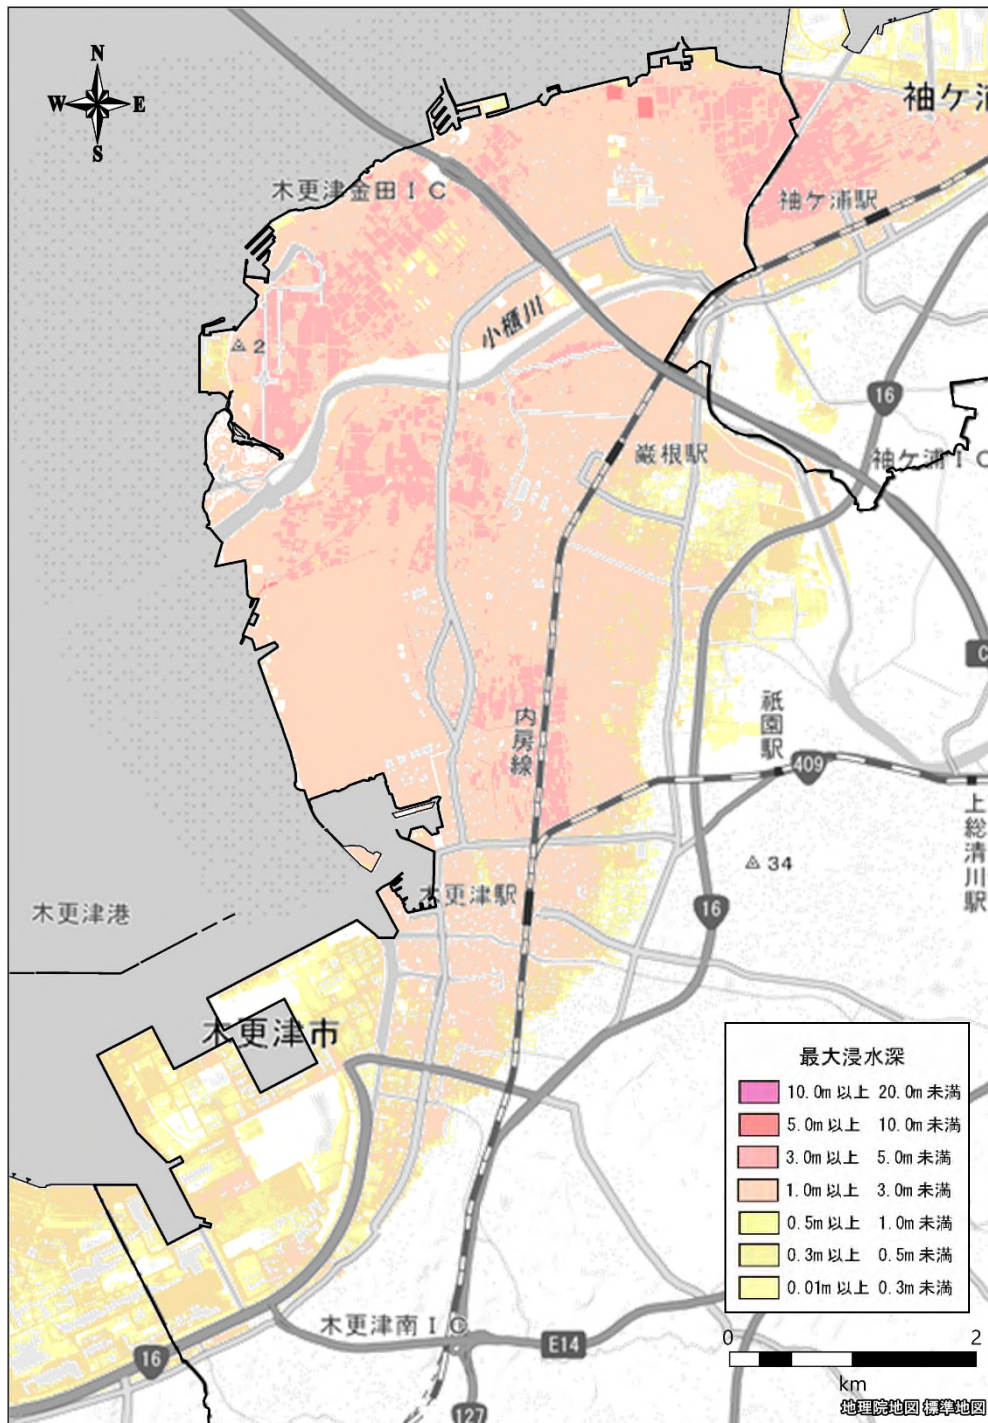 N
W E
S
袖ケ浦
木更津金田ＩＣ
袖ケ浦駅
小櫃川
2
16
巌根駅
袖ケ浦ＩＣ
C
祇園駅
内房線
409
上総清川駅
34
木更津駅
木更津港
16
木更津市
最大浸水深
10.0m 以上 20.0m 未満
5.0m 以上 10.0m 未満
3.0m 以上 5.0m 未満
1.0m 以上 3.0m 未満
0.5m 以上 1.0m 未満
0.3m 以上 0.5m 未満
0.01m 以上 0.3m 未満
木更津南ＩＣ
E14
16
127
0 2
km
地理院地図 標準地図